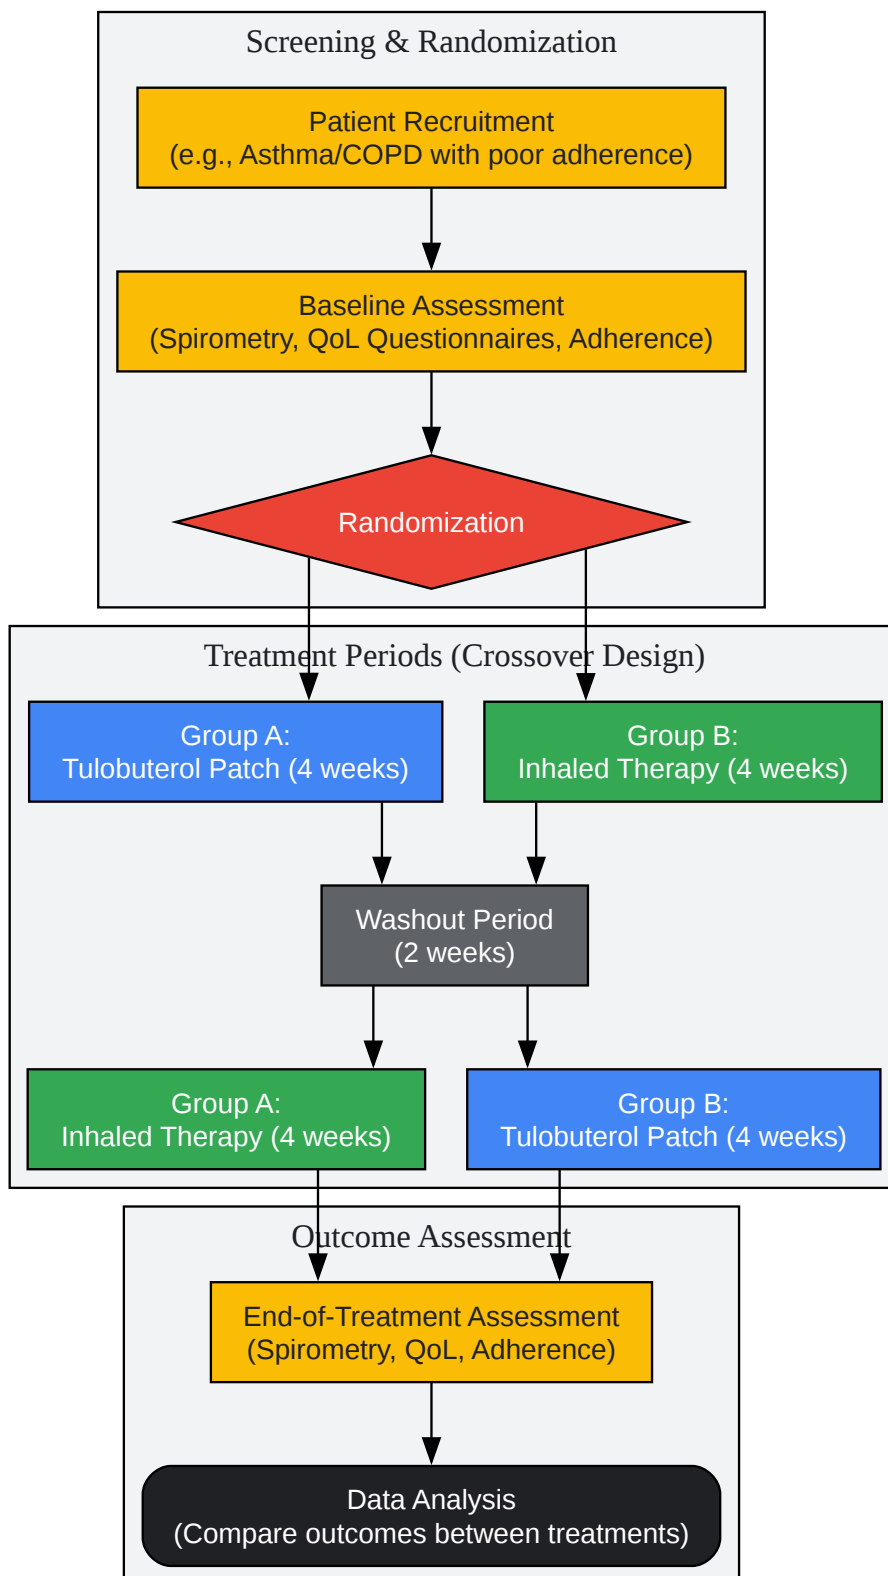 Screening & Randomization
Patient Recruitment
(e.g., Asthma/COPD with poor adherence)
Baseline Assessment
(Spirometry, QoL Questionnaires, Adherence)
Randomization
Treatment Periods (Crossover Design)
Group A:
Tulobuterol Patch (4 weeks)
Group B:
Inhaled Therapy (4 weeks)
Washout Period
(2 weeks)
Group A:
Inhaled Therapy (4 weeks)
Group B:
Tulobuterol Patch (4 weeks)
Outcome Assessment
End-of-Treatment Assessment
(Spirometry, QoL, Adherence)
Data Analysis
(Compare outcomes between treatments)